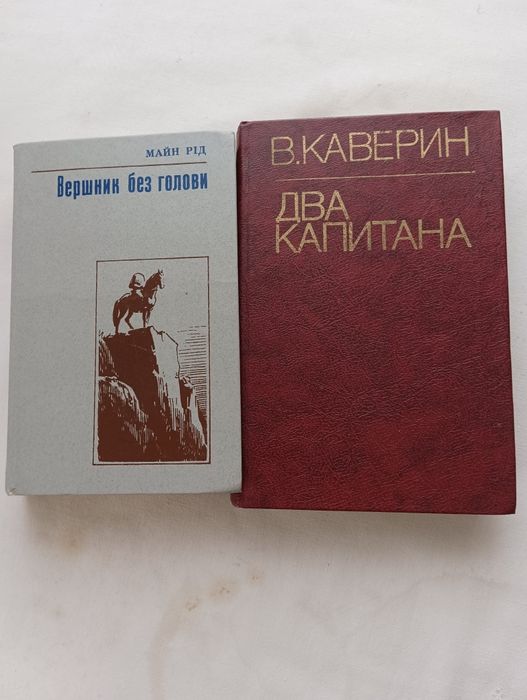 МАЙН РІД
Вершник без голови
В.КАВЕРИН
ДВА
КАПИТАНА